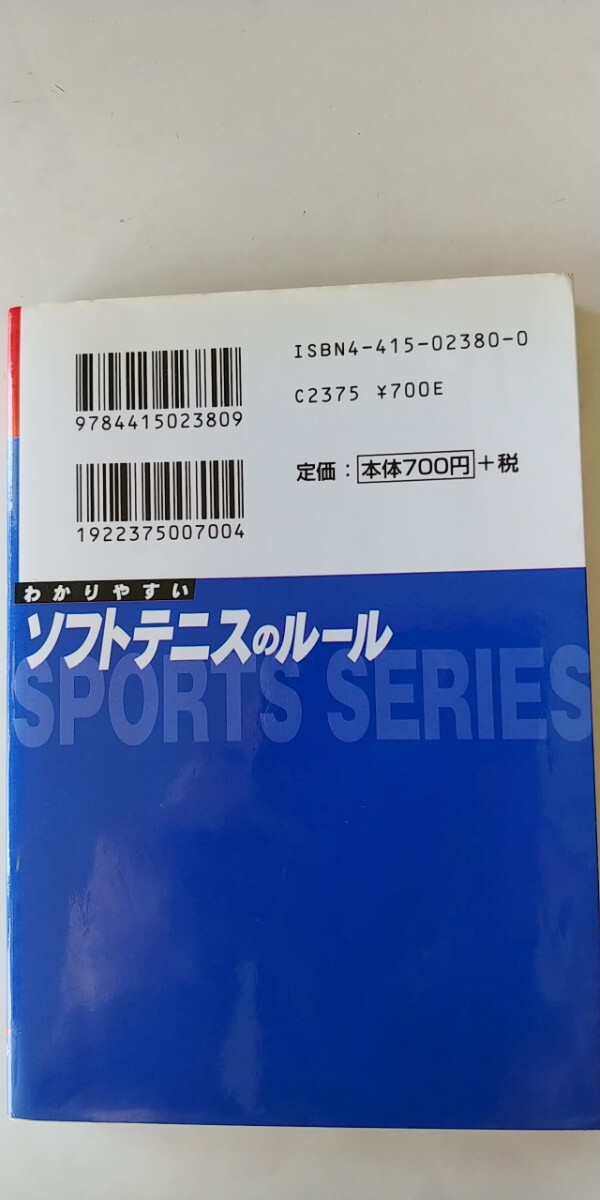 ISBN4-415-02380-0
C2375 ¥700E
9784415023809
定価：本体700円+税
1922375007004
わかりやすい
ソフトテニスのルール
SPORTS SERIES